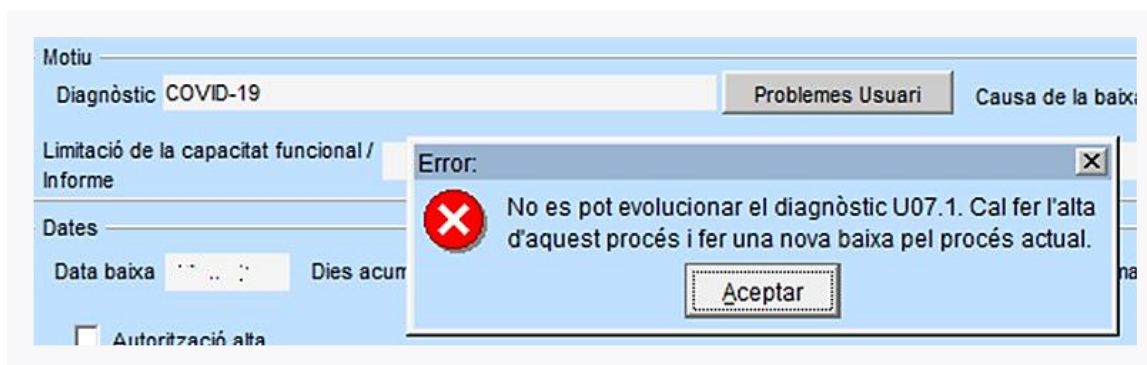 Motiu
Diagnòstic COVID-19 Problemes Usuari Causa de la baixa
Limitació de la capacitat funcional /
Informe
Error:
No es pot evolucionar el diagnòstic U07.1. Cal fer l'alta
d'aquest procés i fer una nova baixa pel procés actual.
Aceptar
Dates
Data baixa Dies acum
Autorització alta